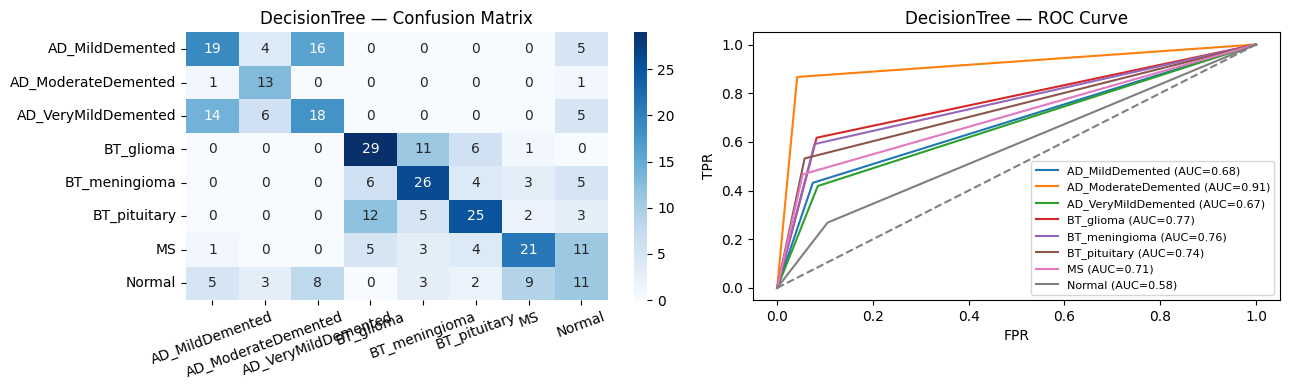 DecisionTree — Confusion Matrix
AD_MildDemented 19 4 16 0 0 0 0 5
AD_ModerateDemented 1 13 0 0 0 0 0 1
AD_VeryMildDemented 14 6 18 0 0 0 0 5
BT_glioma 0 0 0 29 11 6 1 0
BT_meningioma 0 0 0 6 26 4 3 5
BT_pituitary 0 0 0 12 5 25 2 3
MS 1 0 0 5 3 4 21 11
Normal 5 3 8 0 3 2 9 11
AD_MildDemented
AD_ModerateDemented
AD_VeryMildDemented
BT_glioma
BT_meningioma
BT_pituitary
MS
Normal
25
20
15
10
5
0
DecisionTree — ROC Curve
TPR
1.0
0.8
0.6
0.4
0.2
0.0
AD_MildDemented (AUC=0.68)
AD_ModerateDemented (AUC=0.91)
AD_VeryMildDemented (AUC=0.67)
BT_glioma (AUC=0.77)
BT_meningioma (AUC=0.76)
BT_pituitary (AUC=0.74)
MS (AUC=0.71)
Normal (AUC=0.58)
0.0 0.2 0.4 0.6 0.8 1.0
FPR